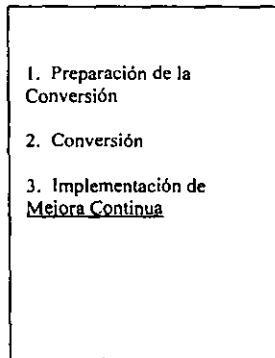 1. Preparación de la
Conversión
2. Conversión
3. Implementación de
Mejora Continua